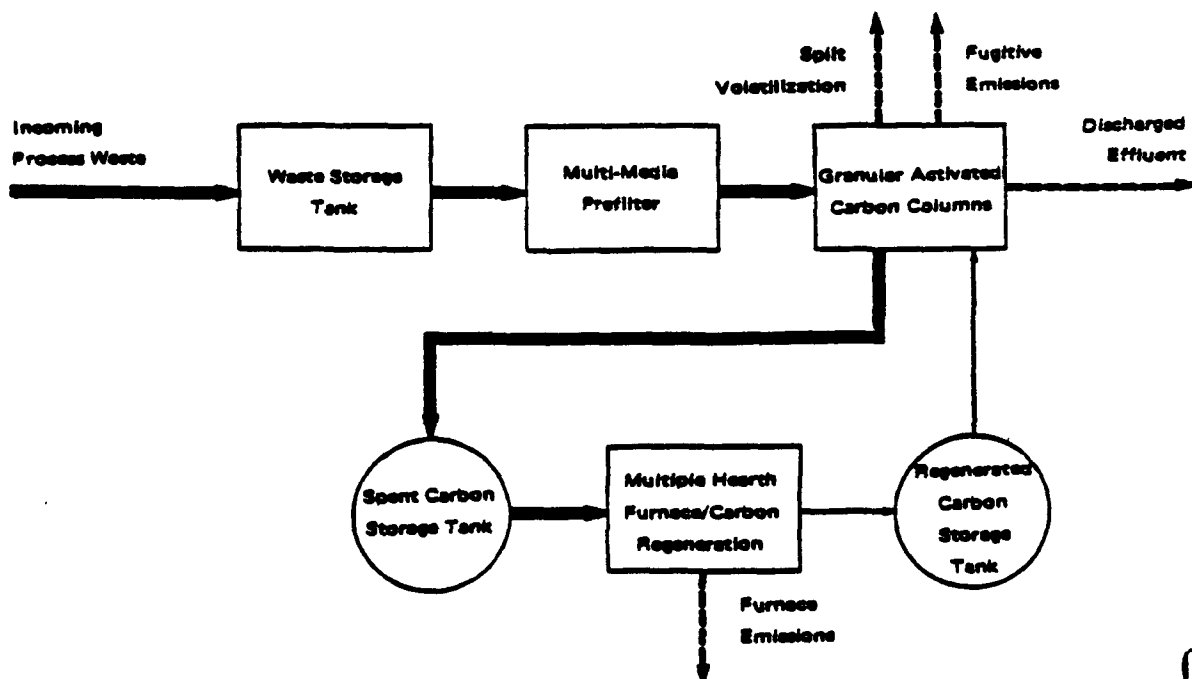 Spill
Volatilization
Fugitive
Emissions
Incoming
Process Waste
Discharged
Effluent
Waste Storage
Tank
Multi-Media
Prefilter
Granular Activated
Carbon Columns
Spent Carbon
Storage Tank
Multiple Hearth
Furnace/Carbon
Regeneration
Regenerated
Carbon
Storage
Tank
Furnace
Emissions